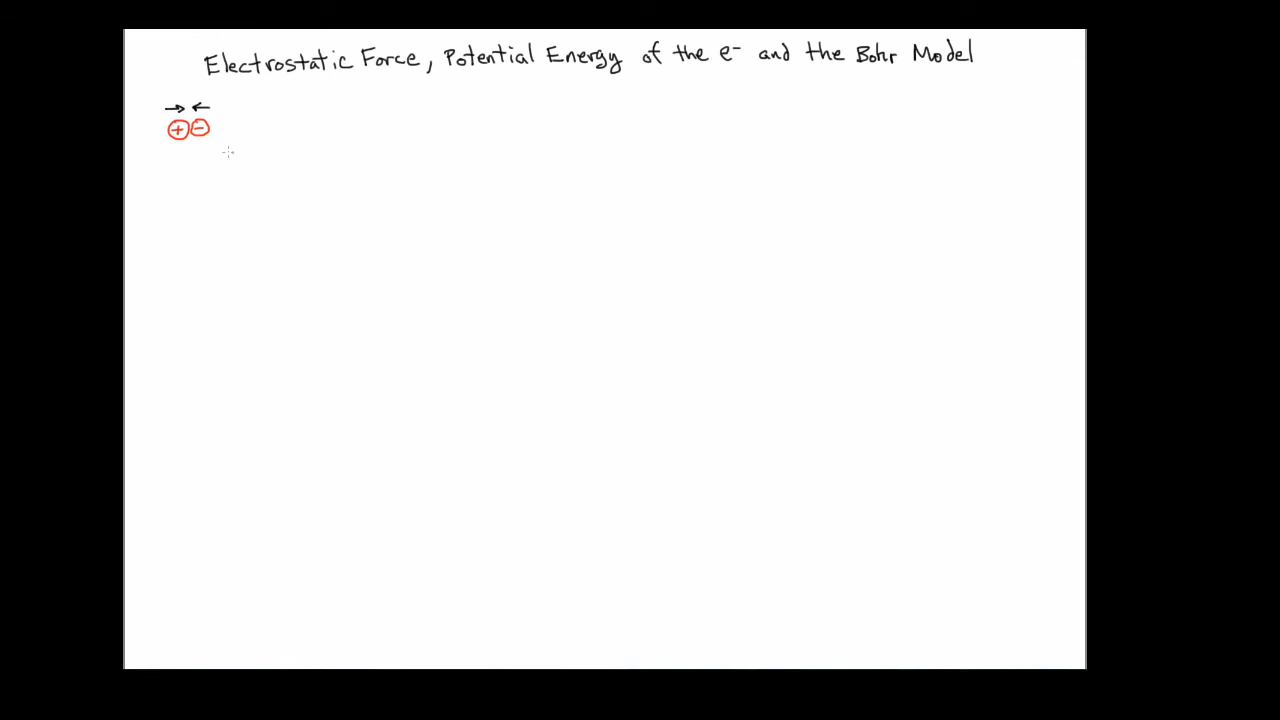 Electrostatic Force, Potential Energy of the e⁻ and the Bohr Model
→ ←
⊕⊖